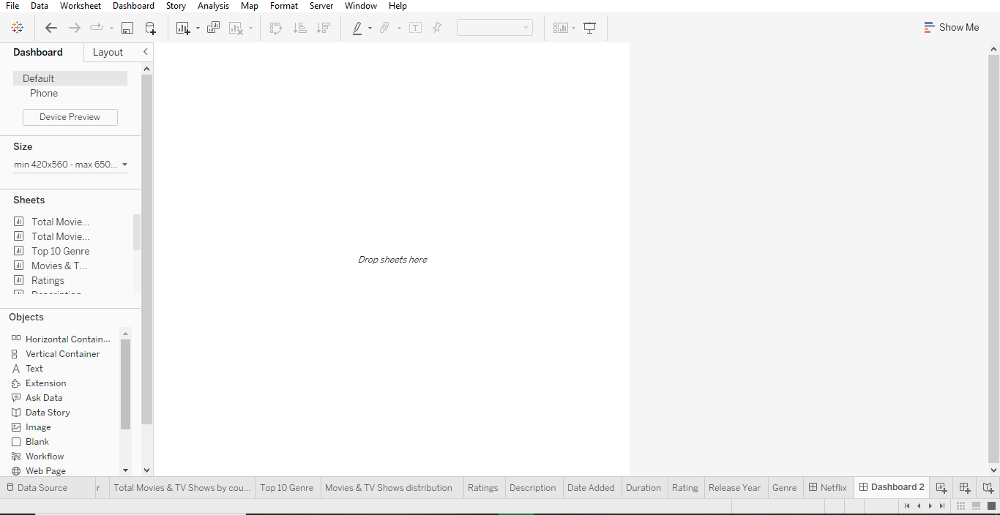 File Data Worksheet Dashboard Story Analysis Map Format Server Window Help
Show Me
Dashboard Layout
Default
Phone
Device Preview
Size
min 420x560 - max 650...
Sheets
Total Movie...
Total Movie...
Top 10 Genre
Movies & T...
Ratings
Description
Objects
Horizontal Contain...
Vertical Container
Text
Extension
Ask Data
Data Story
Image
Blank
Workflow
Web Page
Drop sheets here
Data Source r Total Movies & TV Shows by cou... Top 10 Genre Movies & TV Shows distribution Ratings Description Date Added Duration Rating Release Year Genre Netflix Dashboard 2